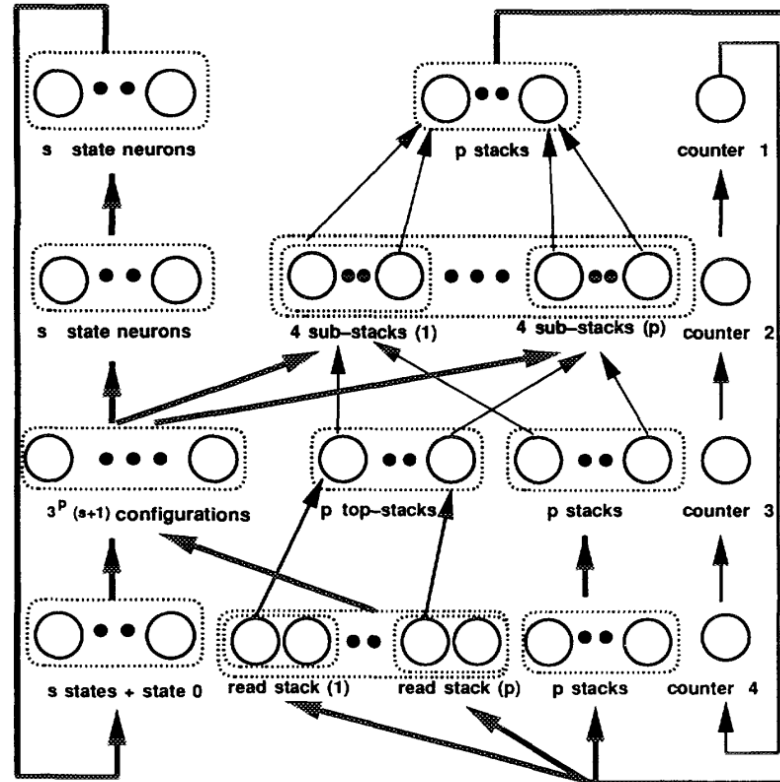 s state neurons
p stacks
counter 1
s state neurons
4 sub–stacks (1)
4 sub–stacks (p)
counter 2
3^p (s+1) configurations
p top–stacks
p stacks
counter 3
s states + state 0
read stack (1)
read stack (p)
p stacks
counter 4